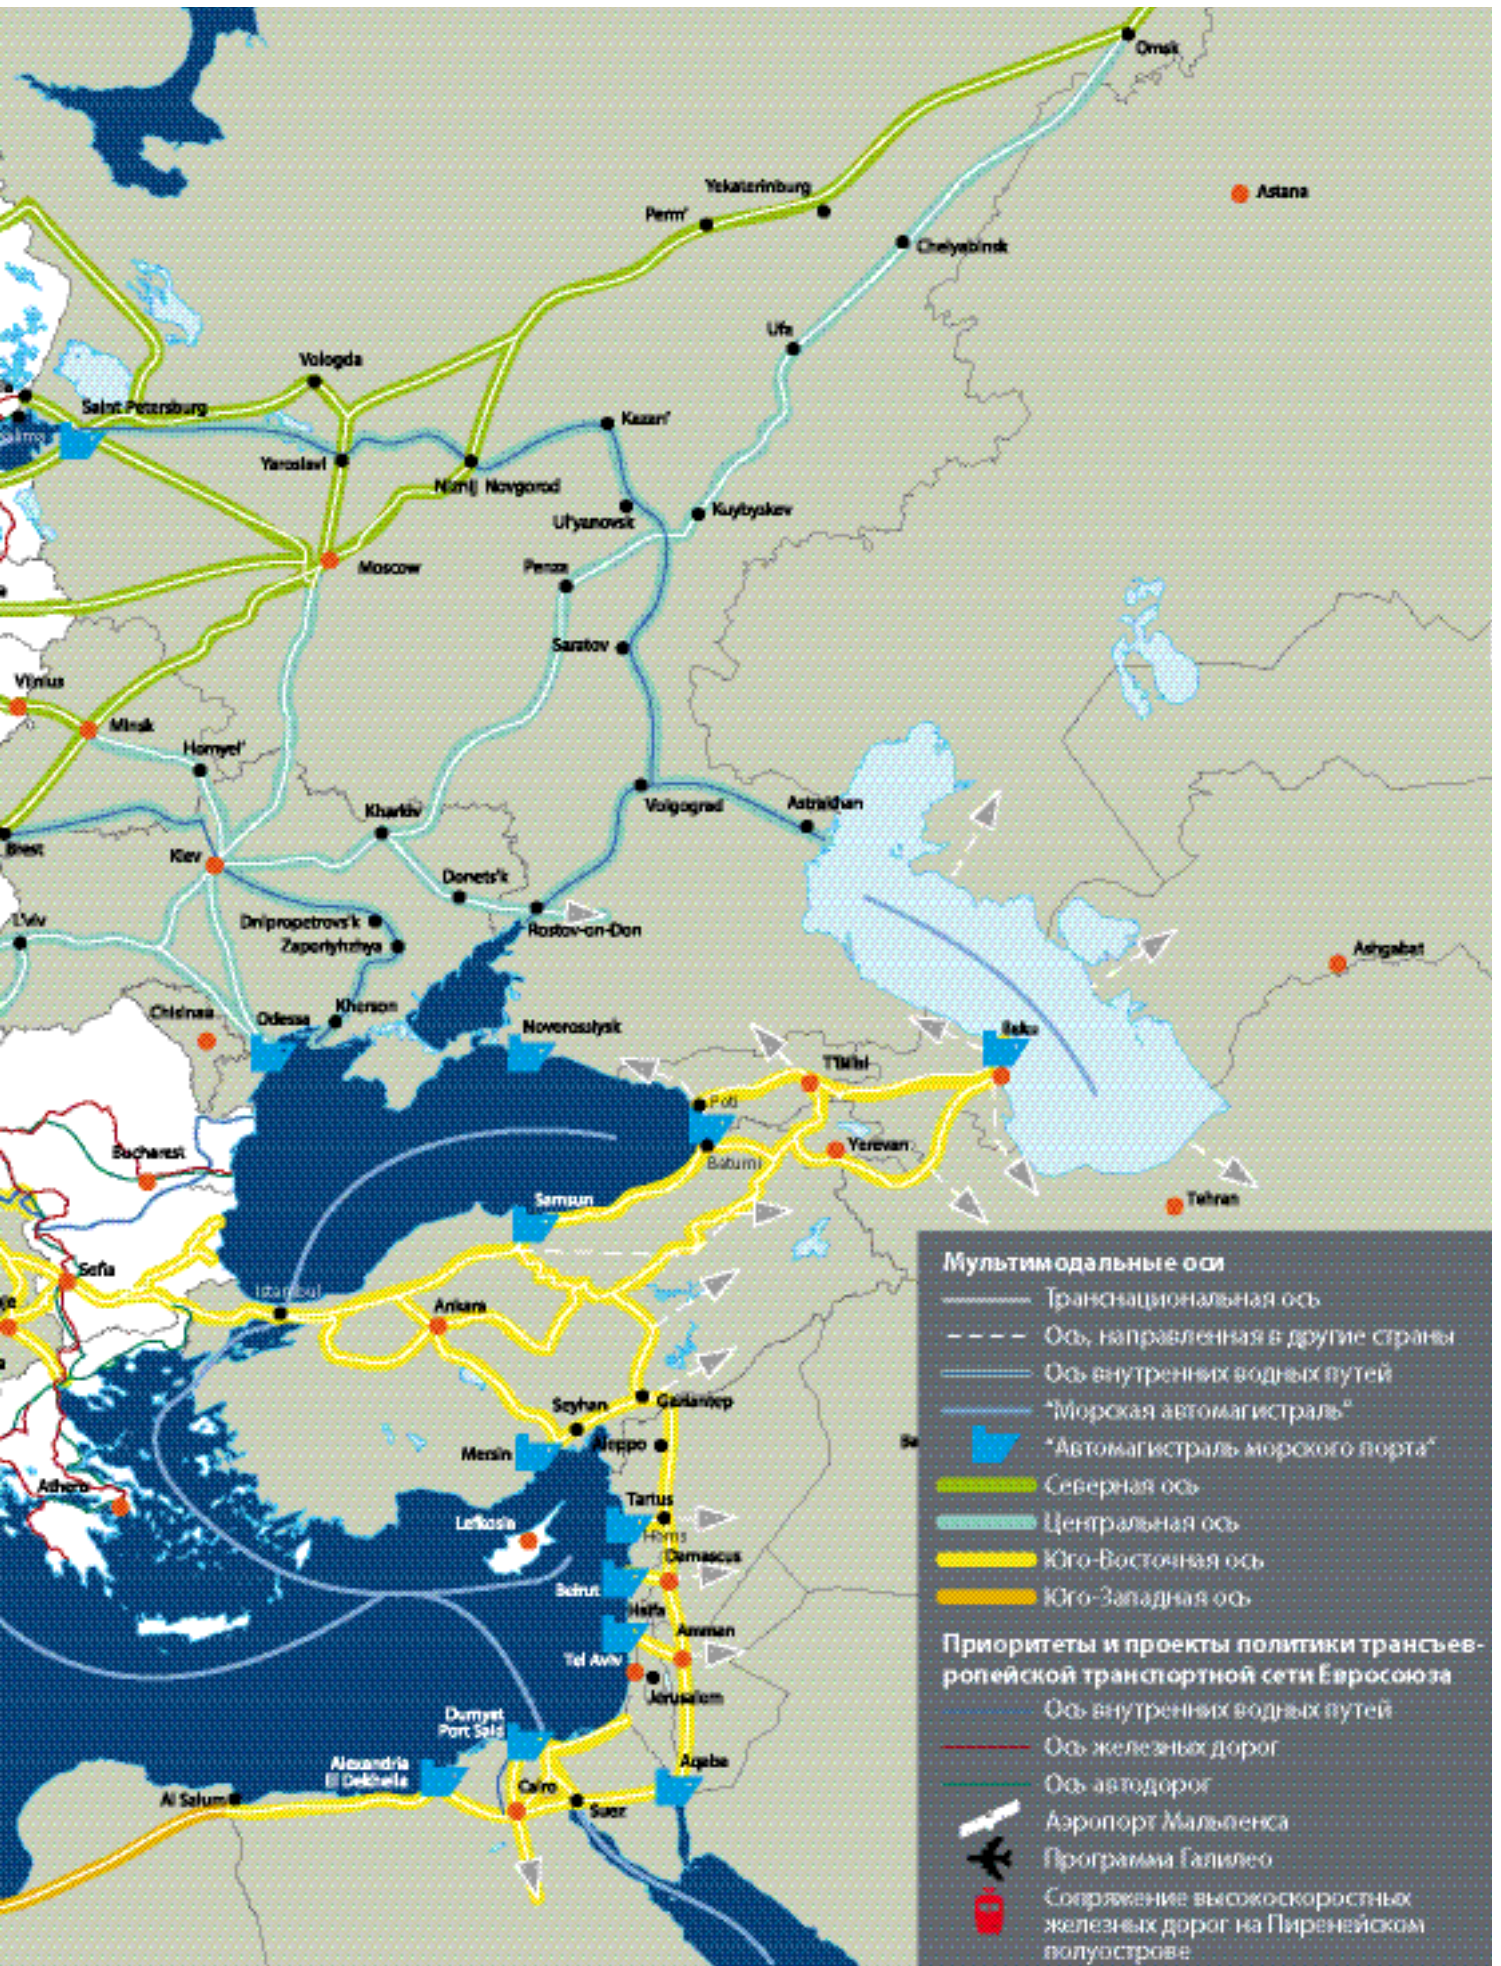 Omsk
Astana
Yekaterinburg
Perm'
Chelyabinsk
Ufa
Vologda
Saint Petersburg
Kazan'
Yaroslavl
Niznij Novgorod
Kuybyskev
Ul'yanovsk
Moscow
Penza
Saratov
Vilnius
Minsk
Homyel'
Kharkiv
Volgograd
Astrakhan
Brest
Kiev
Donets'k
L'viv
Dnipropetrovs'k
Rostov-on-Don
Zaporlyhzhya
Ashgabat
Chisinau
Odessa
Kherson
Novorosslysk
Baku
T'bilisi
Poti
Bucharest
Yerevan
Batumi
Samsun
Tehran
Sofia
Istanbul
Ankara
Seyhan
Gaziantep
Mersin
Aleppo
Athens
Tartus
Lefkosia
Homs
Damascus
Beirut
Haifa
Amman
Tel Aviv
Jerusalem
Dumyat
Port Said
Alexandria
El Dekheila
Aqaba
Cairo
Al Salum
Suez
Мультимодальные оси
Транснациональная ось
Ось, направленная в другие страны
Ось внутренних водных путей
"Морская автомагистраль"
"Автомагистраль морского порта"
Северная ось
Центральная ось
Юго-Восточная ось
Юго-Западная ось
Приоритеты и проекты политики трансъев-
ропейской транспортной сети Евросоюза
Ось внутренних водных путей
Ось железных дорог
Ось автодорог
Аэропорт Мальпенса
Программа Галилео
Сопряжение высокоскоростных
железных дорог на Пиренейском
полуострове